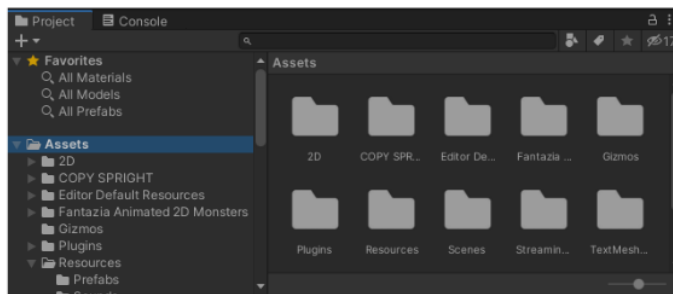 Project Console
17
Favorites
All Materials
All Models
All Prefabs
Assets
2D
COPY SPRIGHT
Editor Default Resources
Fantazia Animated 2D Monsters
Gizmos
Plugins
Resources
Prefabs
Assets
2D COPY SPR... Editor De... Fantazia ... Gizmos
Plugins Resources Scenes Streamin... TextMesh...